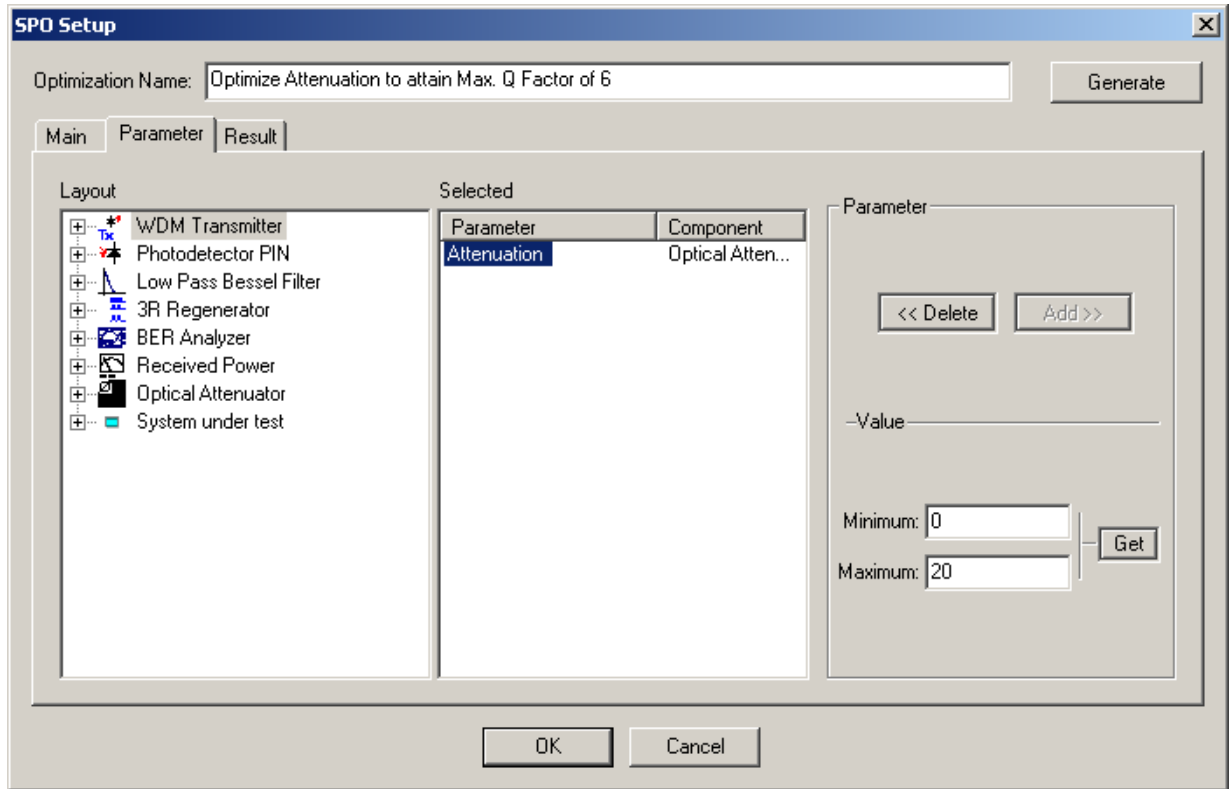 SPO Setup
Optimization Name: Optimize Attenuation to attain Max. Q Factor of 6
Generate
Main Parameter Result
Layout
WDM Transmitter
Photodetector PIN
Low Pass Bessel Filter
3R Regenerator
BER Analyzer
Received Power
Optical Attenuator
System under test
Selected
Parameter Component
Attenuation Optical Atten...
Parameter
<< Delete Add >>
Value
Minimum: 0
Maximum: 20
Get
OK Cancel